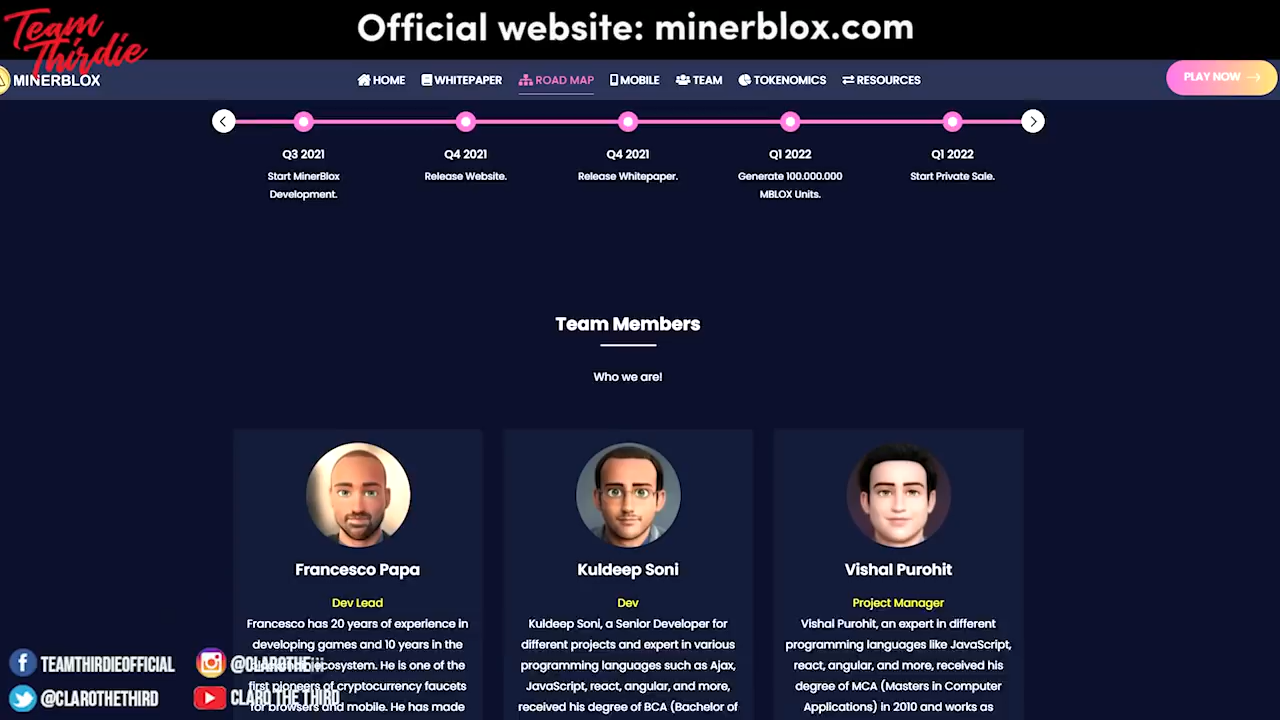 Team
Thirdie
Official website: minerblox.com
MINERBLOX
HOME
WHITEPAPER
ROAD MAP
MOBILE
TEAM
TOKENOMICS
RESOURCES
PLAY NOW
Q3 2021
Start MinerBlox
Development.
Q4 2021
Release Website.
Q4 2021
Release Whitepaper.
Q1 2022
Generate 100.000.000
MBLOX Units.
Q1 2022
Start Private Sale.
Team Members
Who we are!
Francesco Papa
Dev Lead
Francesco has 20 years of experience in
developing games and 10 years in the
ecosystem. He is one of the
first pioneers of cryptocurrency faucets
for browsers and mobile. He has made
Kuldeep Soni
Dev
Kuldeep Soni, a Senior Developer for
different projects and expert in various
programming languages such as Ajax,
JavaScript, react, angular, and more,
received his degree of BCA (Bachelor of
Vishal Purohit
Project Manager
Vishal Purohit, an expert in different
programming languages like JavaScript,
react, angular, and more, received his
degree of MCA (Masters in Computer
Applications) in 2010 and works as
TEAMTHIRDIEOFFICIAL
@CLAROTHE
@CLAROTHETHIRD
CLARO THE THIRD